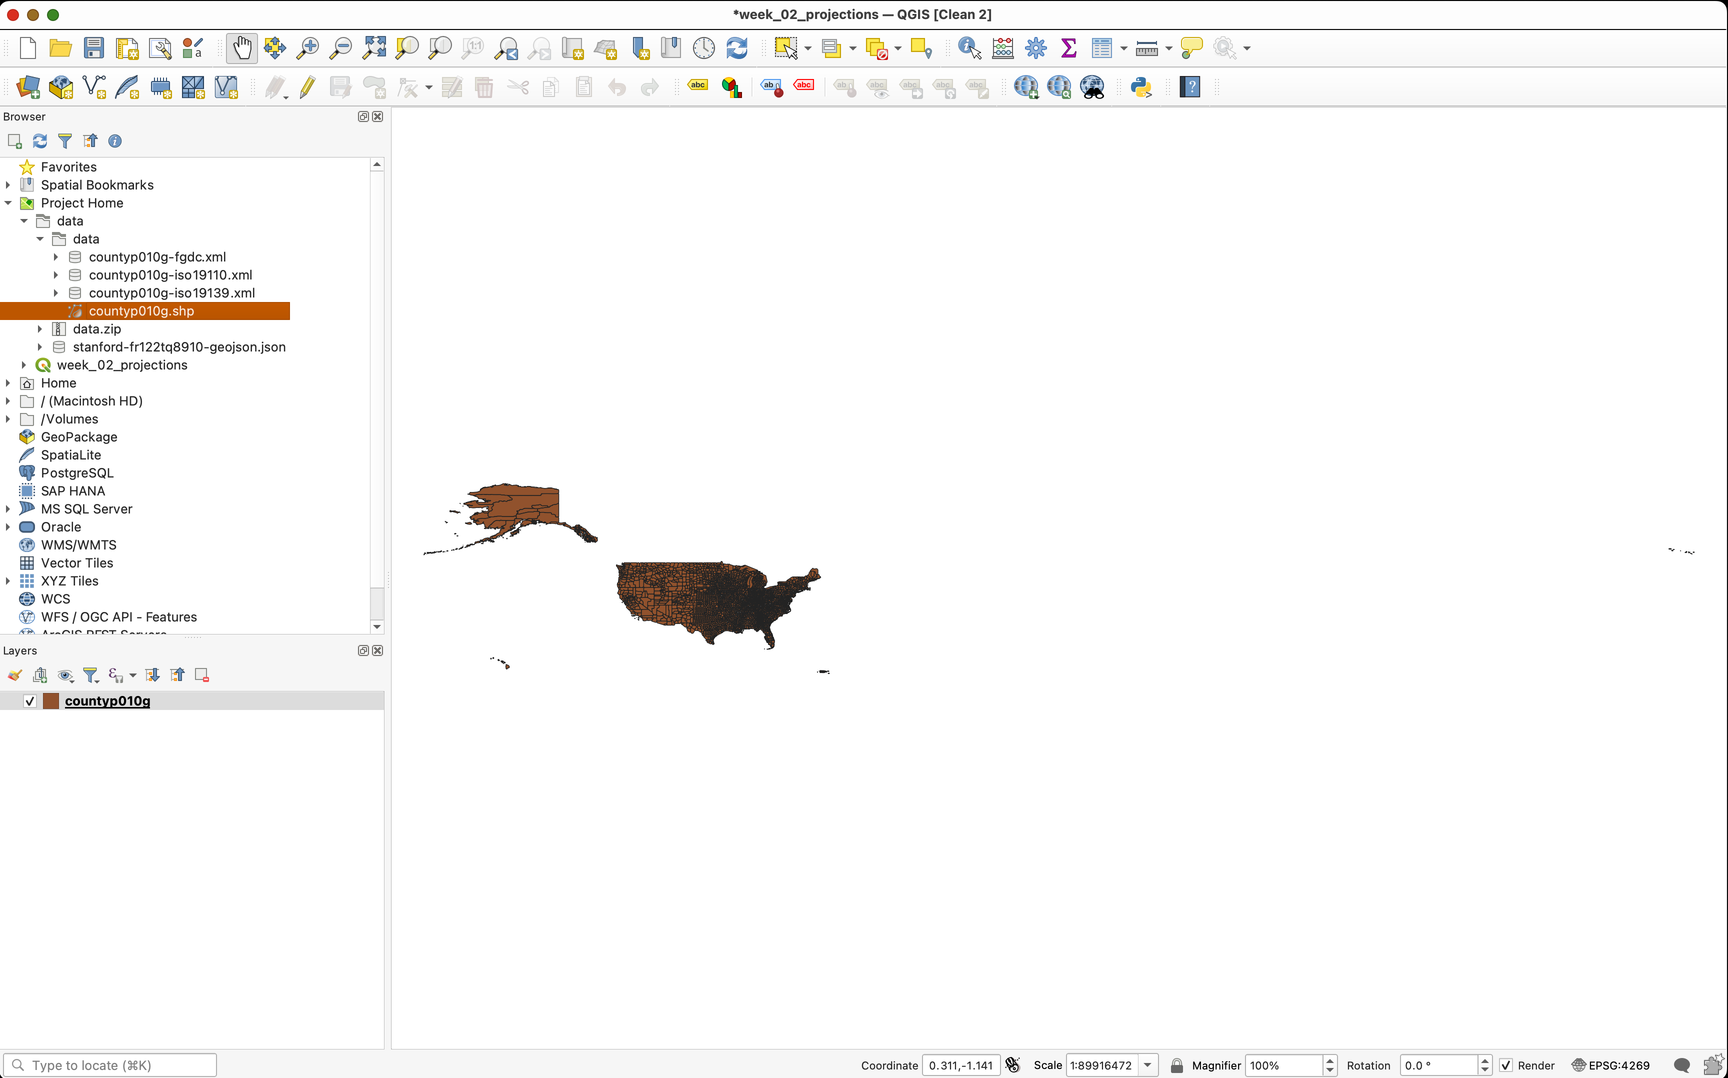 *week_02_projections — QGIS [Clean 2]
Browser
Favorites
Spatial Bookmarks
Project Home
data
data
countyp010g-fgdc.xml
countyp010g-iso19110.xml
countyp010g-iso19139.xml
countyp010g.shp
data.zip
stanford-fr122tq8910-geojson.json
week_02_projections
Home
/ (Macintosh HD)
/Volumes
GeoPackage
SpatiaLite
PostgreSQL
SAP HANA
MS SQL Server
Oracle
WMS/WMTS
Vector Tiles
XYZ Tiles
WCS
WFS / OGC API - Features
ArcGIS REST Servers
Layers
countyp010g
Type to locate (⌘K)
Coordinate 0.311,-1.141 Scale 1:89916472 Magnifier 100% Rotation 0.0 ° Render EPSG:4269